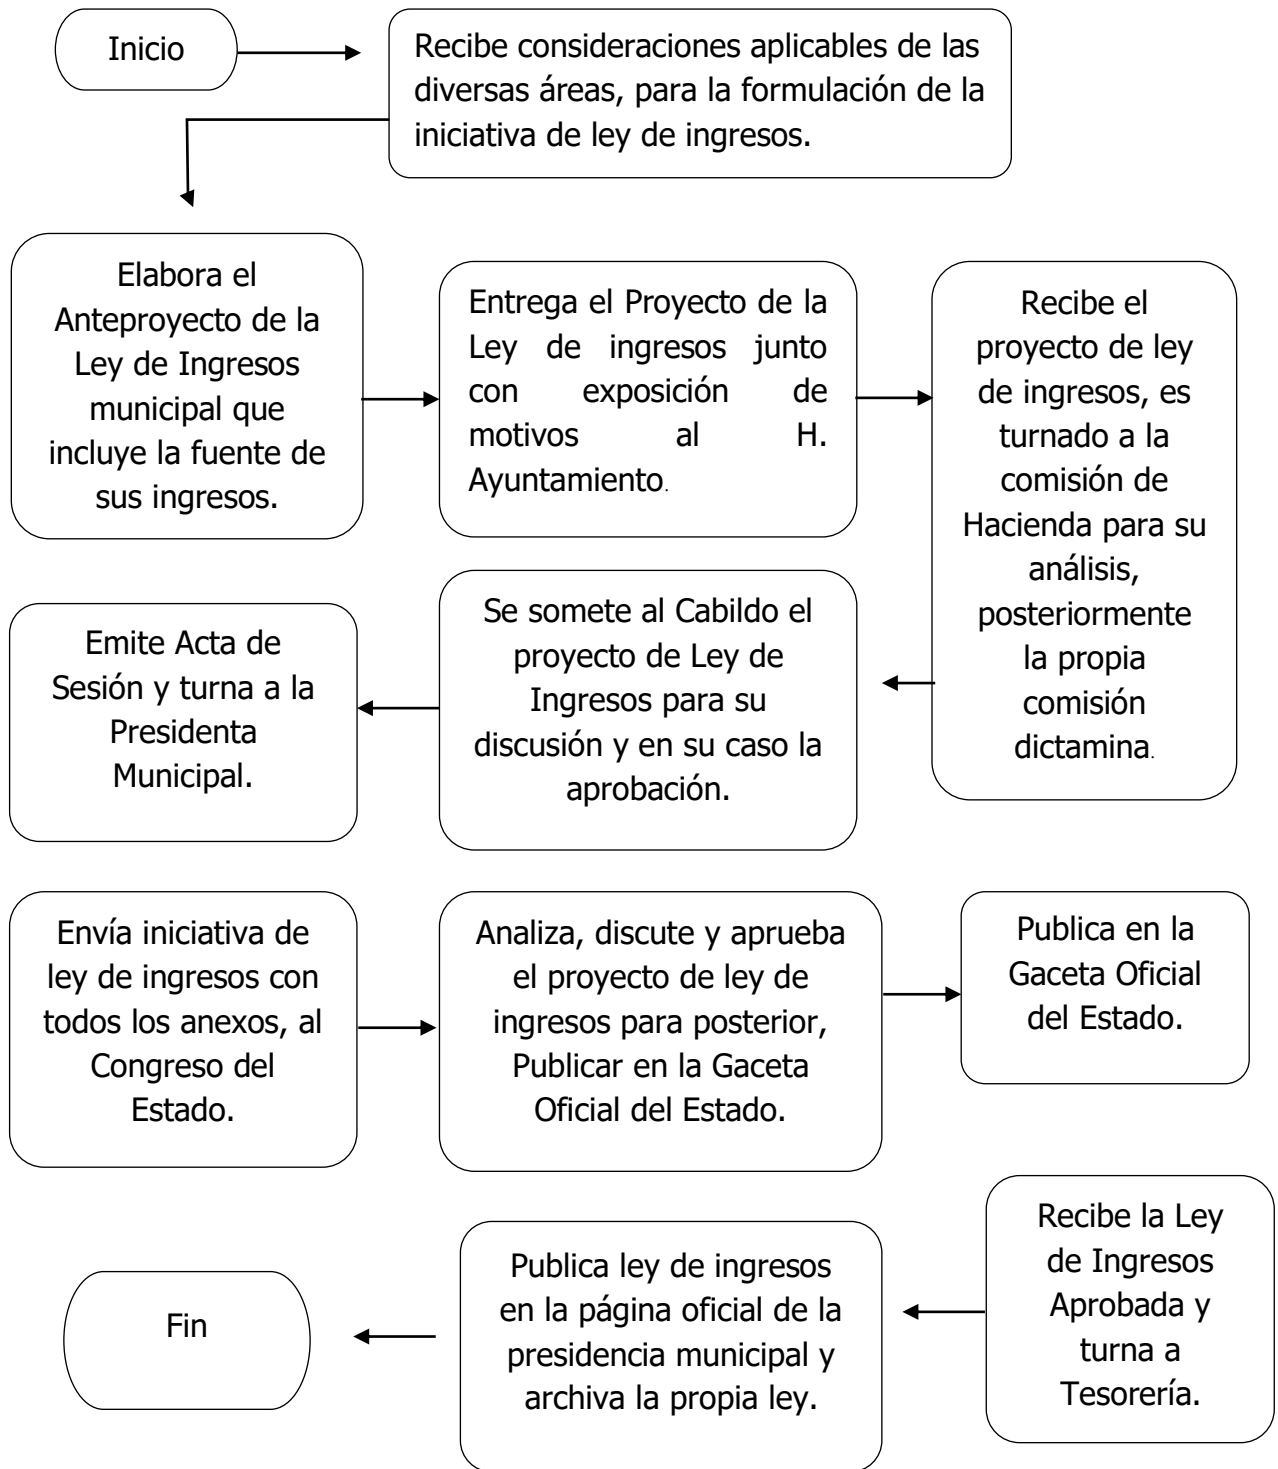 Inicio
Recibe consideraciones aplicables de las
diversas áreas, para la formulación de la
iniciativa de ley de ingresos.
Elabora el
Anteproyecto de la
Ley de Ingresos
municipal que
incluye la fuente de
sus ingresos.
Entrega el Proyecto de la
Ley de ingresos junto
con exposición de
motivos al H.
Ayuntamiento.
Recibe el
proyecto de ley
de ingresos, es
turnado a la
comisión de
Hacienda para su
análisis,
posteriormente
la propia
comisión
dictamina.
Se somete al Cabildo el
proyecto de Ley de
Ingresos para su
discusión y en su caso la
aprobación.
Emite Acta de
Sesión y turna a la
Presidenta
Municipal.
Envía iniciativa de
ley de ingresos con
todos los anexos, al
Congreso del
Estado.
Analiza, discute y aprueba
el proyecto de ley de
ingresos para posterior,
Publicar en la Gaceta
Oficial del Estado.
Publica en la
Gaceta Oficial
del Estado.
Recibe la Ley
de Ingresos
Aprobada y
turna a
Tesorería.
Publica ley de ingresos
en la página oficial de la
presidencia municipal y
archiva la propia ley.
Fin